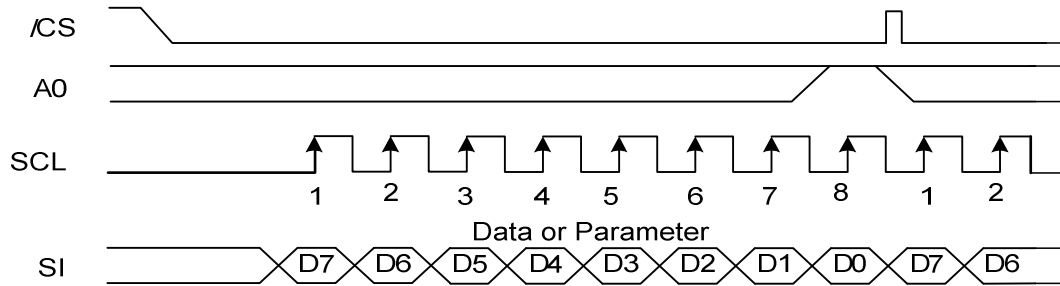 /CS
A0
SCL
1 2 3 4 5 6 7 8 1 2
Data or Parameter
SI D7 D6 D5 D4 D3 D2 D1 D0 D7 D6